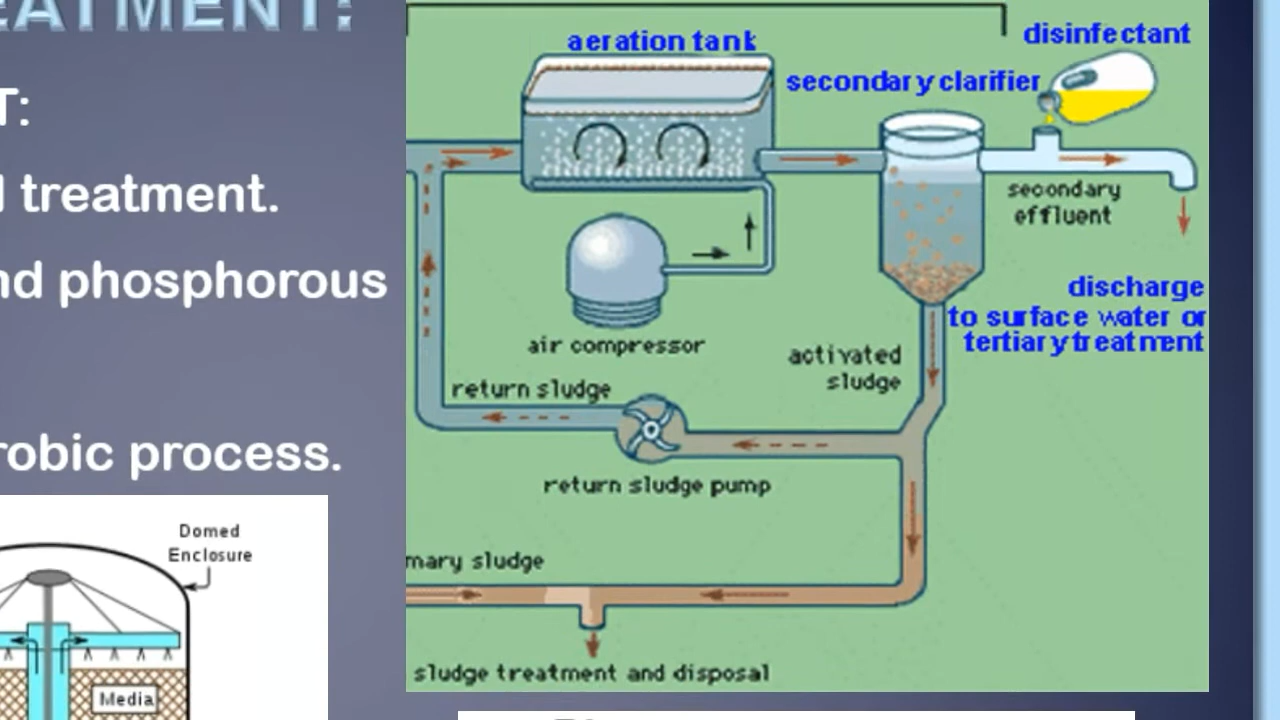 EATMENT:
T:
l treatment.
nd phosphorous
robic process.
aeration tank
disinfectant
secondary clarifier
secondary
effluent
discharge
to surface water or
tertiary treatment
air compressor
activated
sludge
return sludge
return sludge pump
mary sludge
sludge treatment and disposal
Domed
Enclosure
Media